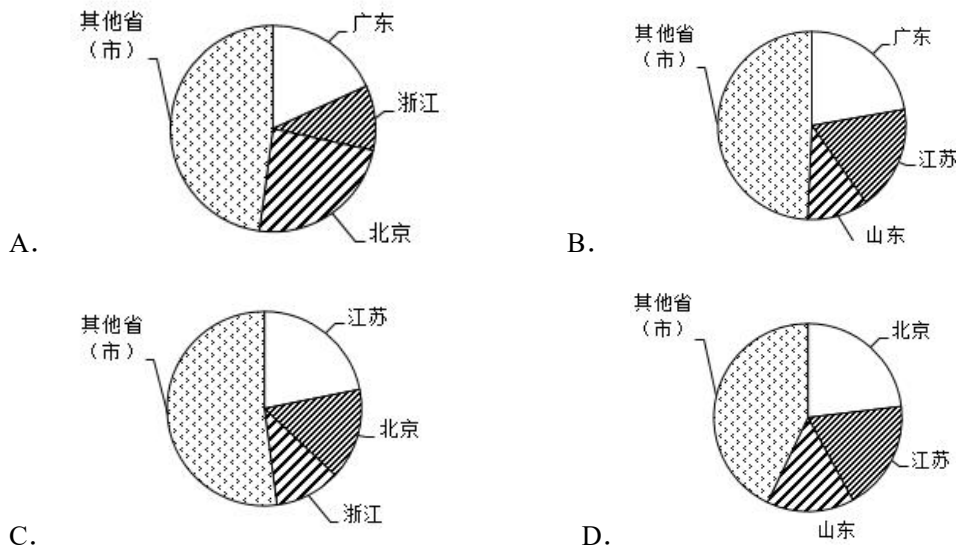 其他省
（市）
广东
浙江
北京
A.
其他省
（市）
广东
江苏
山东
B.
其他省
（市）
江苏
北京
浙江
C.
其他省
（市）
北京
江苏
山东
D.